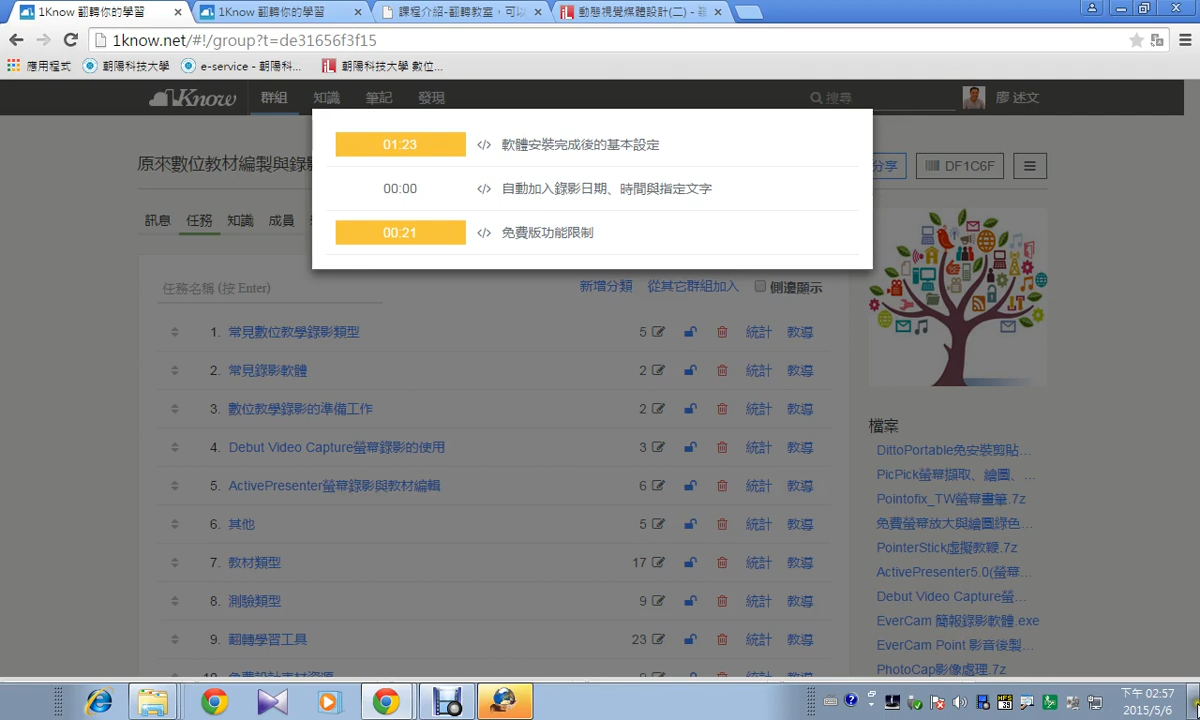 1Know 翻轉你的學習
1Know 翻轉你的學習
課程介紹-翻轉教室，可以
動態視覺媒體設計(二) -
1know.net/#!/group?t=de31656f3f15
應用程式
朝陽科技大學
e-service - 朝陽科...
朝陽科技大學 數位...
1Know
群組
知識
筆記
發現
搜尋
廖 述文
01:23 </> 軟體安裝完成後的基本設定
00:00 </> 自動加入錄影日期、時間與指定文字
00:21 </> 免費版功能限制
原來數位教材編製與錄
分享
DF1C6F
訊息 任務 知識 成員
任務名稱 (按 Enter)
新增分類 從其它群組加入 側邊顯示
1. 常見數位教學錄影類型 5 統計 教導
2. 常見錄影軟體 2 統計 教導
3. 數位教學錄影的準備工作 2 統計 教導
4. Debut Video Capture螢幕錄影的使用 3 統計 教導
5. ActivePresenter螢幕錄影與教材編輯 6 統計 教導
6. 其他 5 統計 教導
7. 教材類型 17 統計 教導
8. 測驗類型 9 統計 教導
9. 翻轉學習工具 23 統計 教導
10. 免費設計素材資源
檔案
DittoPortable免安裝剪貼...
PicPick螢幕擷取、繪圖、...
Pointofix_TW螢幕畫筆.7z
免費螢幕放大與繪圖綠色...
PointerStick虛擬教鞭.7z
ActivePresenter5.0(螢幕...
Debut Video Capture螢...
EverCam 簡報錄影軟體.exe
EverCam Point 影音後製...
PhotoCap影像處理.7z
下午 02:57
2015/5/6